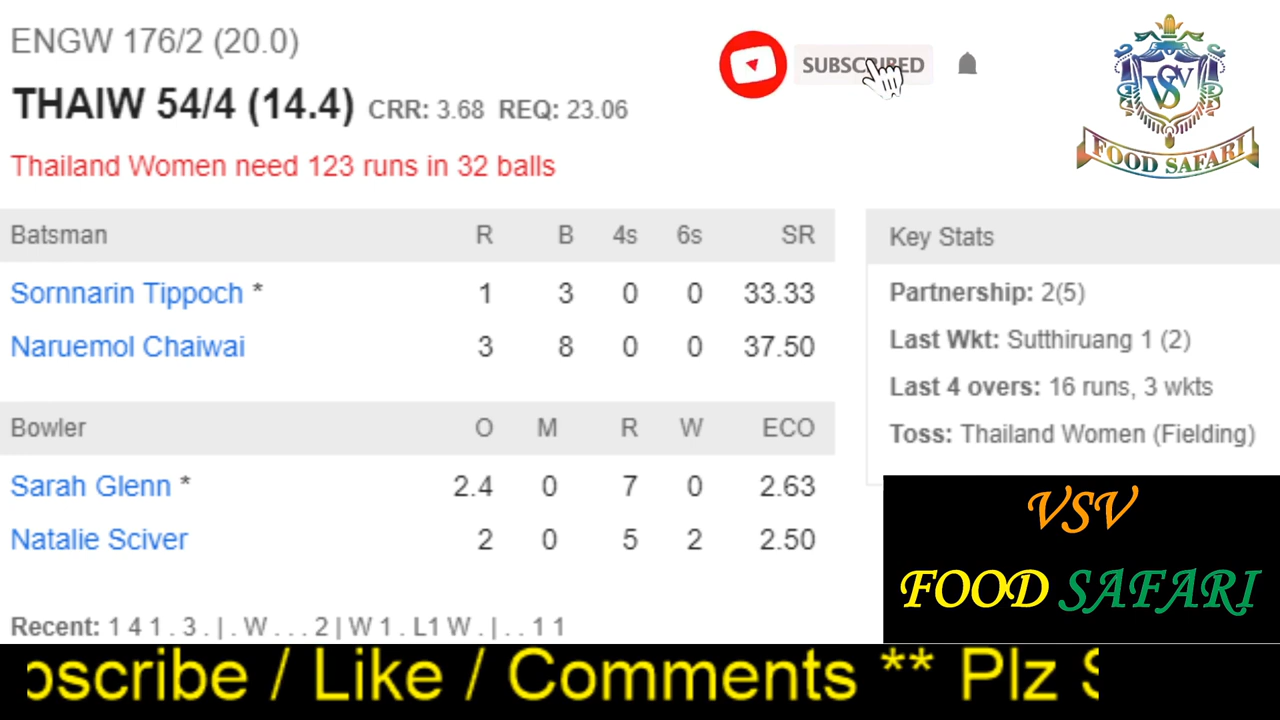 ENGW 176/2 (20.0)
THAIW 54/4 (14.4) CRR: 3.68 REQ: 23.06
Thailand Women need 123 runs in 32 balls
SUBSCRIBED
VSV
FOOD SAFARI
Batsman R B 4s 6s SR
Sornnarin Tippoch * 1 3 0 0 33.33
Naruemol Chaiwai 3 8 0 0 37.50
Bowler O M R W ECO
Sarah Glenn * 2.4 0 7 0 2.63
Natalie Sciver 2 0 5 2 2.50
Recent: 1 4 1 . 3 . | . W . . . 2 | W 1 . L1 W . | . . 1 1
Key Stats
Partnership: 2(5)
Last Wkt: Sutthiruang 1 (2)
Last 4 overs: 16 runs, 3 wkts
Toss: Thailand Women (Fielding)
VSV
FOOD SAFARI
bscribe / Like / Comments ** Plz S